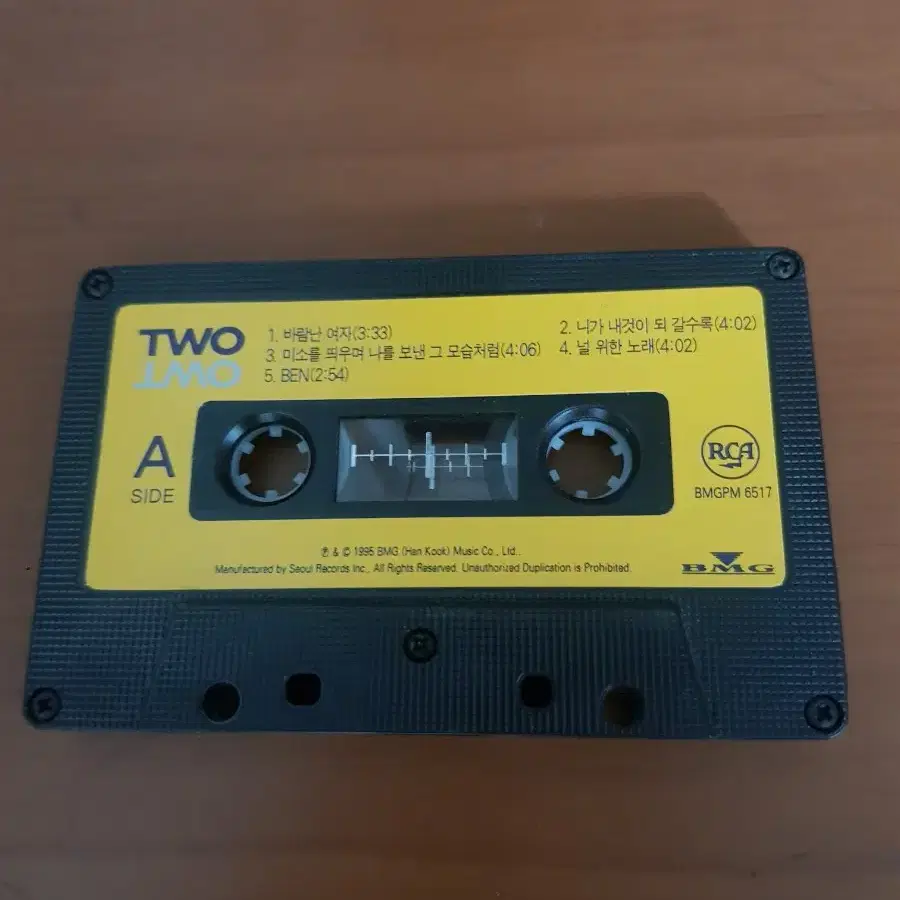 TWO
TWO
1. 바람난 여자(3:33)
2. 니가 내것이 되 갈수록(4:02)
3. 미소를 띄우며 나를 보낸 그 모습처럼(4:06)
4. 널 위한 노래(4:02)
5. BEN(2:54)
A
SIDE
RCA
BMGPM 6517
℗ & © 1995 BMG (Han Kook) Music Co., Ltd..
Manufactured by Seoul Records Inc., All Rights Reserved. Unauthorized Duplication is Prohibited.
BMG